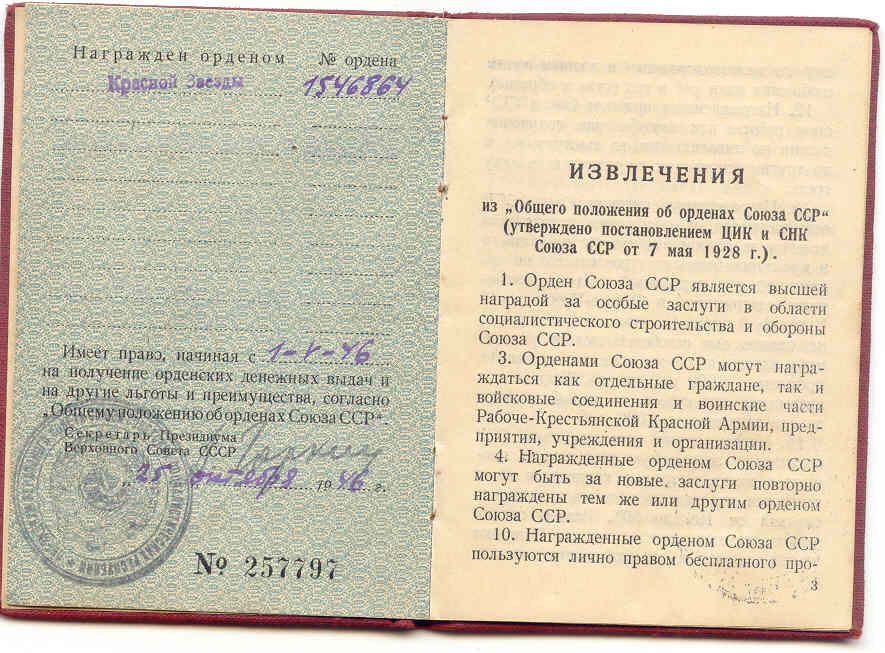 Награжден орденом № ордена
Красной Звезды 1546864
Имеет право, начиная с 1-V-46
на получение орденских денежных выдач и
на другие льготы и преимущества, согласно
„Общему положению об орденах Союза ССР“.
Секретарь Президиума
Верховного Совета СССР
„25 октября 1946 г.
№ 257797
ИЗВЛЕЧЕНИЯ
из „Общего положения об орденах Союза ССР“
(утверждено постановлением ЦИК и СНК
Союза ССР от 7 мая 1928 г.).
1. Орден Союза ССР является высшей
наградой за особые заслуги в области
социалистического строительства и обороны
Союза ССР.
3. Орденами Союза ССР могут награ-
ждаться как отдельные граждане, так и
войсковые соединения и воинские части
Рабоче-Крестьянской Красной Армии, пред-
приятия, учреждения и организации.
4. Награжденные орденом Союза ССР
могут быть за новые. заслуги повторно
награждены тем же или другим орденом
Союза ССР.
10. Награжденные орденом Союза ССР
пользуются лично правом бесплатного про-
3